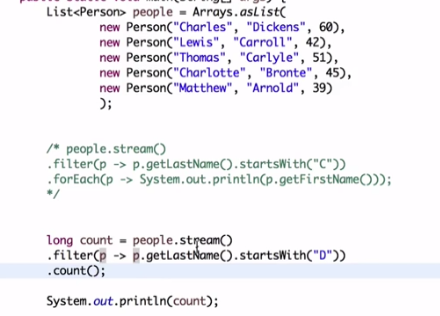 List<Person> people = Arrays.asList(
new Person("Charles", "Dickens", 60),
new Person("Lewis", "Carroll", 42),
new Person("Thomas", "Carlyle", 51),
new Person("Charlotte", "Bronte", 45),
new Person("Matthew", "Arnold", 39)
);
/* people.stream()
.filter(p -> p.getLastName().startsWith("C"))
.forEach(p -> System.out.println(p.getFirstName()));
*/
long count = people.stream()
.filter(p -> p.getLastName().startsWith("D"))
.count();
System.out.println(count);